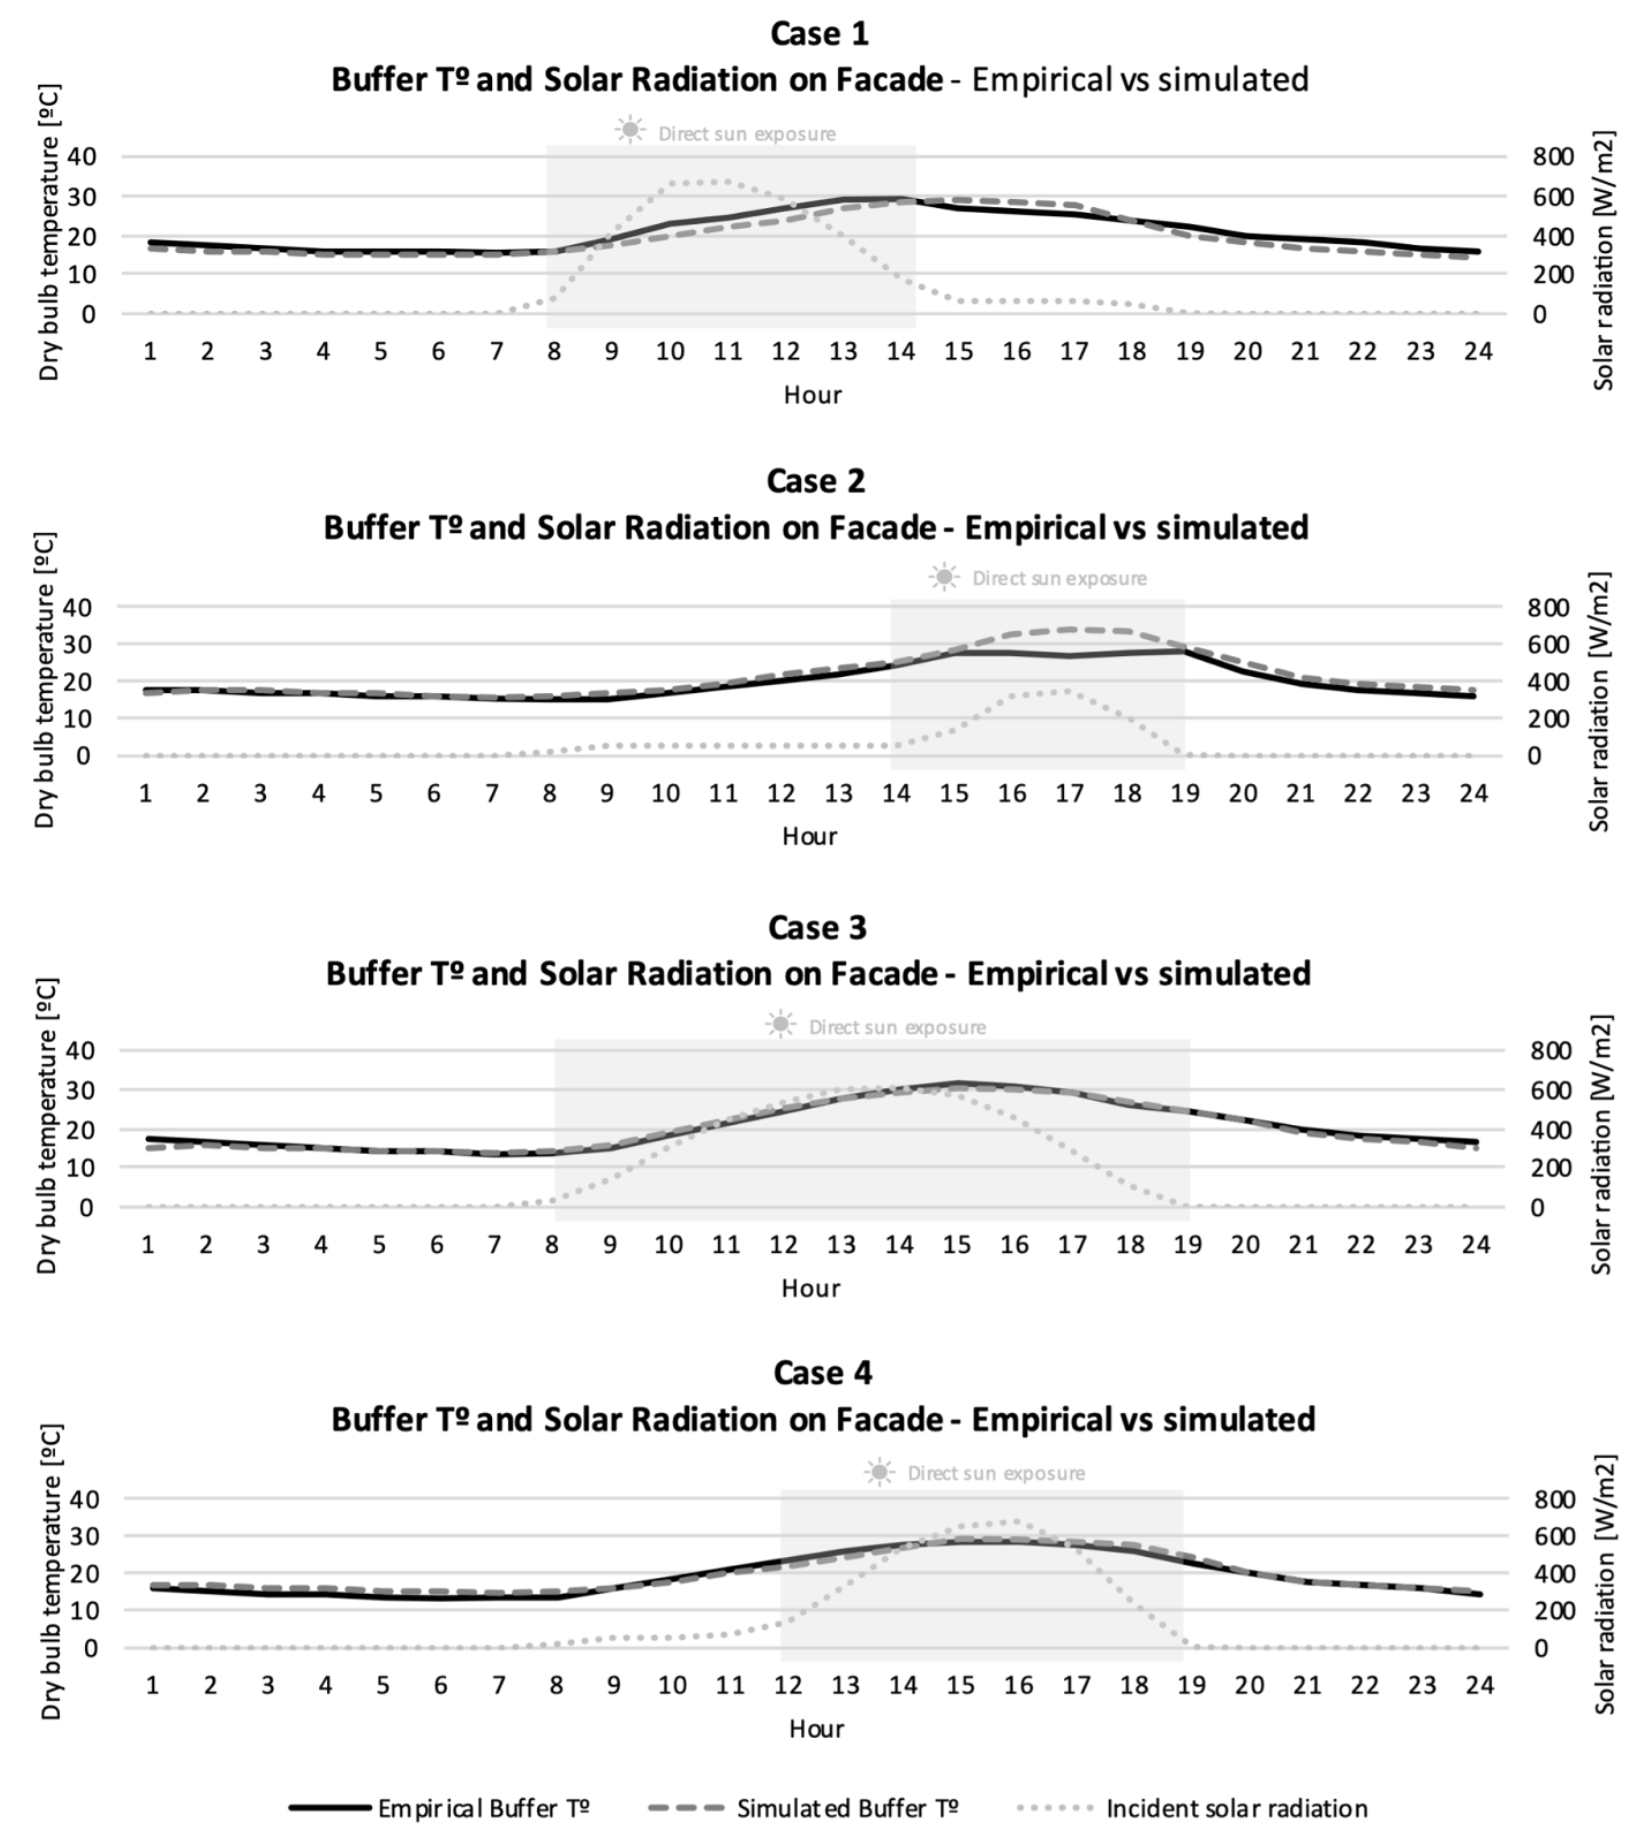 Case 1
Buffer Tº and Solar Radiation on Facade - Empirical vs simulated
Direct sun exposure
Dry bulb temperature [ºC]
40
30
20
10
0
Solar radiation [W/m2]
800
600
400
200
0
1 2 3 4 5 6 7 8 9 10 11 12 13 14 15 16 17 18 19 20 21 22 23 24
Hour
Case 2
Buffer Tº and Solar Radiation on Facade - Empirical vs simulated
Direct sun exposure
Dry bulb temperature [ºC]
40
30
20
10
0
Solar radiation [W/m2]
800
600
400
200
0
1 2 3 4 5 6 7 8 9 10 11 12 13 14 15 16 17 18 19 20 21 22 23 24
Hour
Case 3
Buffer Tº and Solar Radiation on Facade - Empirical vs simulated
Direct sun exposure
Dry bulb temperature [ºC]
40
30
20
10
0
Solar radiation [W/m2]
800
600
400
200
0
1 2 3 4 5 6 7 8 9 10 11 12 13 14 15 16 17 18 19 20 21 22 23 24
Hour
Case 4
Buffer Tº and Solar Radiation on Facade - Empirical vs simulated
Direct sun exposure
Dry bulb temperature [ºC]
40
30
20
10
0
Solar radiation [W/m2]
800
600
400
200
0
1 2 3 4 5 6 7 8 9 10 11 12 13 14 15 16 17 18 19 20 21 22 23 24
Hour
Empirical Buffer Tº Simulated Buffer Tº Incident solar radiation